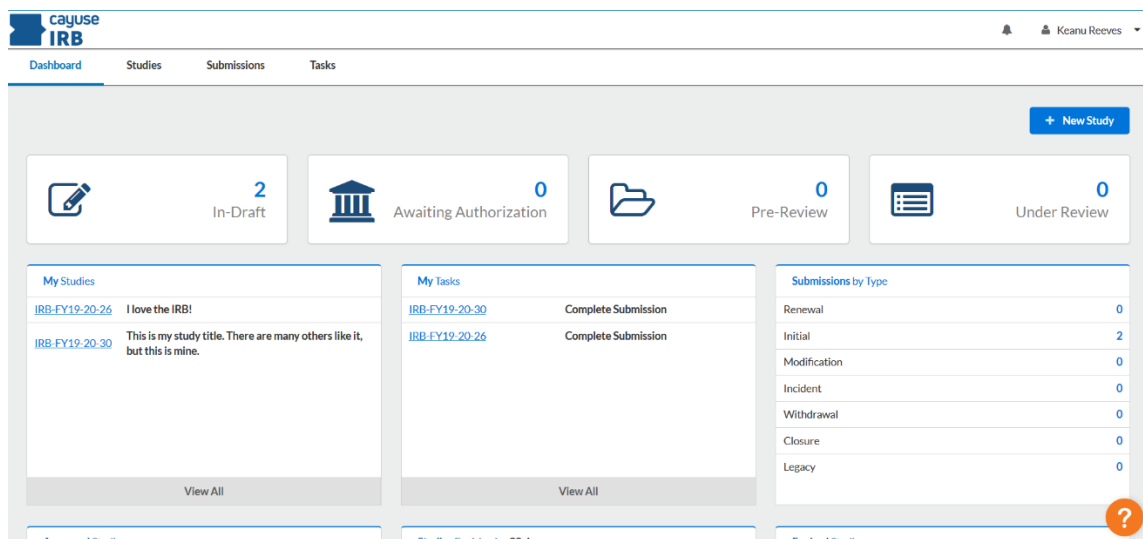 cayuse
IRB
Keanu Reeves
Dashboard Studies Submissions Tasks
+ New Study
2
In-Draft
0
Awaiting Authorization
0
Pre-Review
0
Under Review
My Studies
IRB-FY19-20-26 I love the IRB!
IRB-FY19-20-30 This is my study title. There are many others like it,
but this is mine.
View All
My Tasks
IRB-FY19-20-30 Complete Submission
IRB-FY19-20-26 Complete Submission
View All
Submissions by Type
Renewal 0
Initial 2
Modification 0
Incident 0
Withdrawal 0
Closure 0
Legacy 0
?